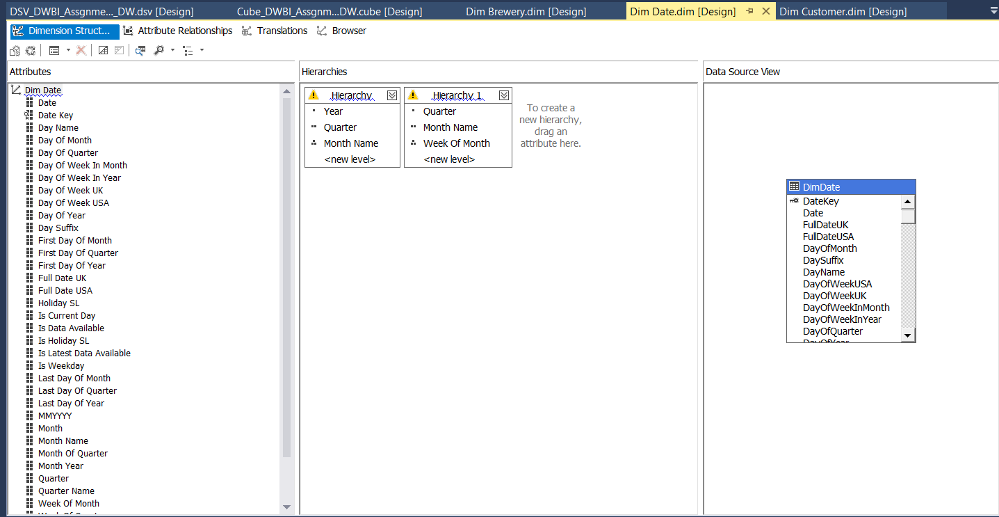 DSV_DWBI_Assgnme..._DW.dsv [Design]
Cube_DWBI_Assgnm...DW.cube [Design]
Dim Brewery.dim [Design]
Dim Date.dim [Design]
Dim Customer.dim [Design]
Dimension Struct...
Attribute Relationships
Translations
Browser
Attributes
Dim Date
Date
Date Key
Day Name
Day Of Month
Day Of Quarter
Day Of Week In Month
Day Of Week In Year
Day Of Week UK
Day Of Week USA
Day Of Year
Day Suffix
First Day Of Month
First Day Of Quarter
First Day Of Year
Full Date UK
Full Date USA
Holiday SL
Is Current Day
Is Data Available
Is Holiday SL
Is Latest Data Available
Is Weekday
Last Day Of Month
Last Day Of Quarter
Last Day Of Year
MMYYYY
Month
Month Name
Month Of Quarter
Month Year
Quarter
Quarter Name
Week Of Month
Hierarchies
Hierarchy
Year
Quarter
Month Name
<new level>
Hierarchy 1
Quarter
Month Name
Week Of Month
<new level>
To create a
new hierarchy,
drag an
attribute here.
Data Source View
DimDate
DateKey
Date
FullDateUK
FullDateUSA
DayOfMonth
DaySuffix
DayName
DayOfWeekUSA
DayOfWeekUK
DayOfWeekInMonth
DayOfWeekInYear
DayOfQuarter
DayOfYear